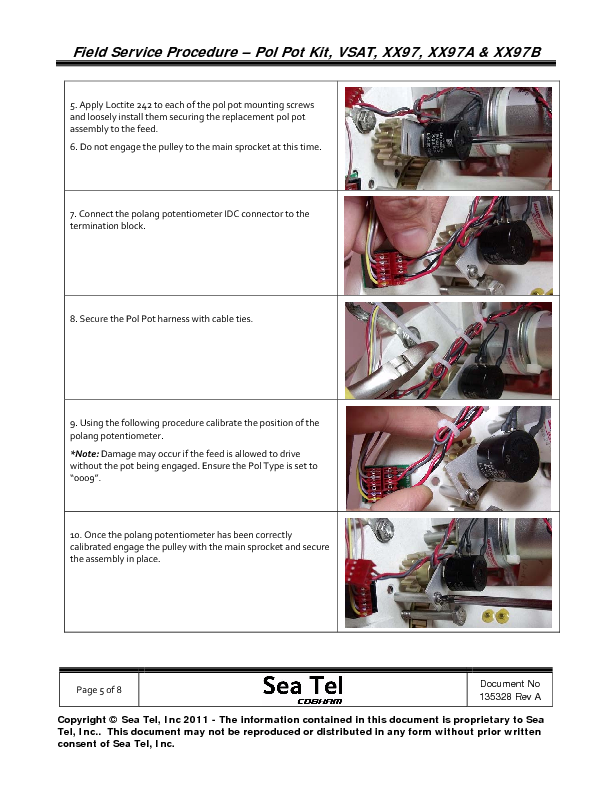 Field Service Procedure – Pol Pot Kit, VSAT, XX97, XX97A & XX97B
5. Apply Loctite 242 to each of the pol pot mounting screws
and loosely install them securing the replacement pol pot
assembly to the feed.
6. Do not engage the pulley to the main sprocket at this time.
7. Connect the polang potentiometer IDC connector to the
termination block.
8. Secure the Pol Pot harness with cable ties.
9. Using the following procedure calibrate the position of the
polang potentiometer.
*Note: Damage may occur if the feed is allowed to drive
without the pot being engaged. Ensure the Pol Type is set to
“0009”.
10. Once the polang potentiometer has been correctly
calibrated engage the pulley with the main sprocket and secure
the assembly in place.
Page 5 of 8
Sea Tel
COBHAM
Document No
135328 Rev A
Copyright © Sea Tel, Inc 2011 - The information contained in this document is proprietary to Sea
Tel, Inc.. This document may not be reproduced or distributed in any form without prior written
consent of Sea Tel, Inc.